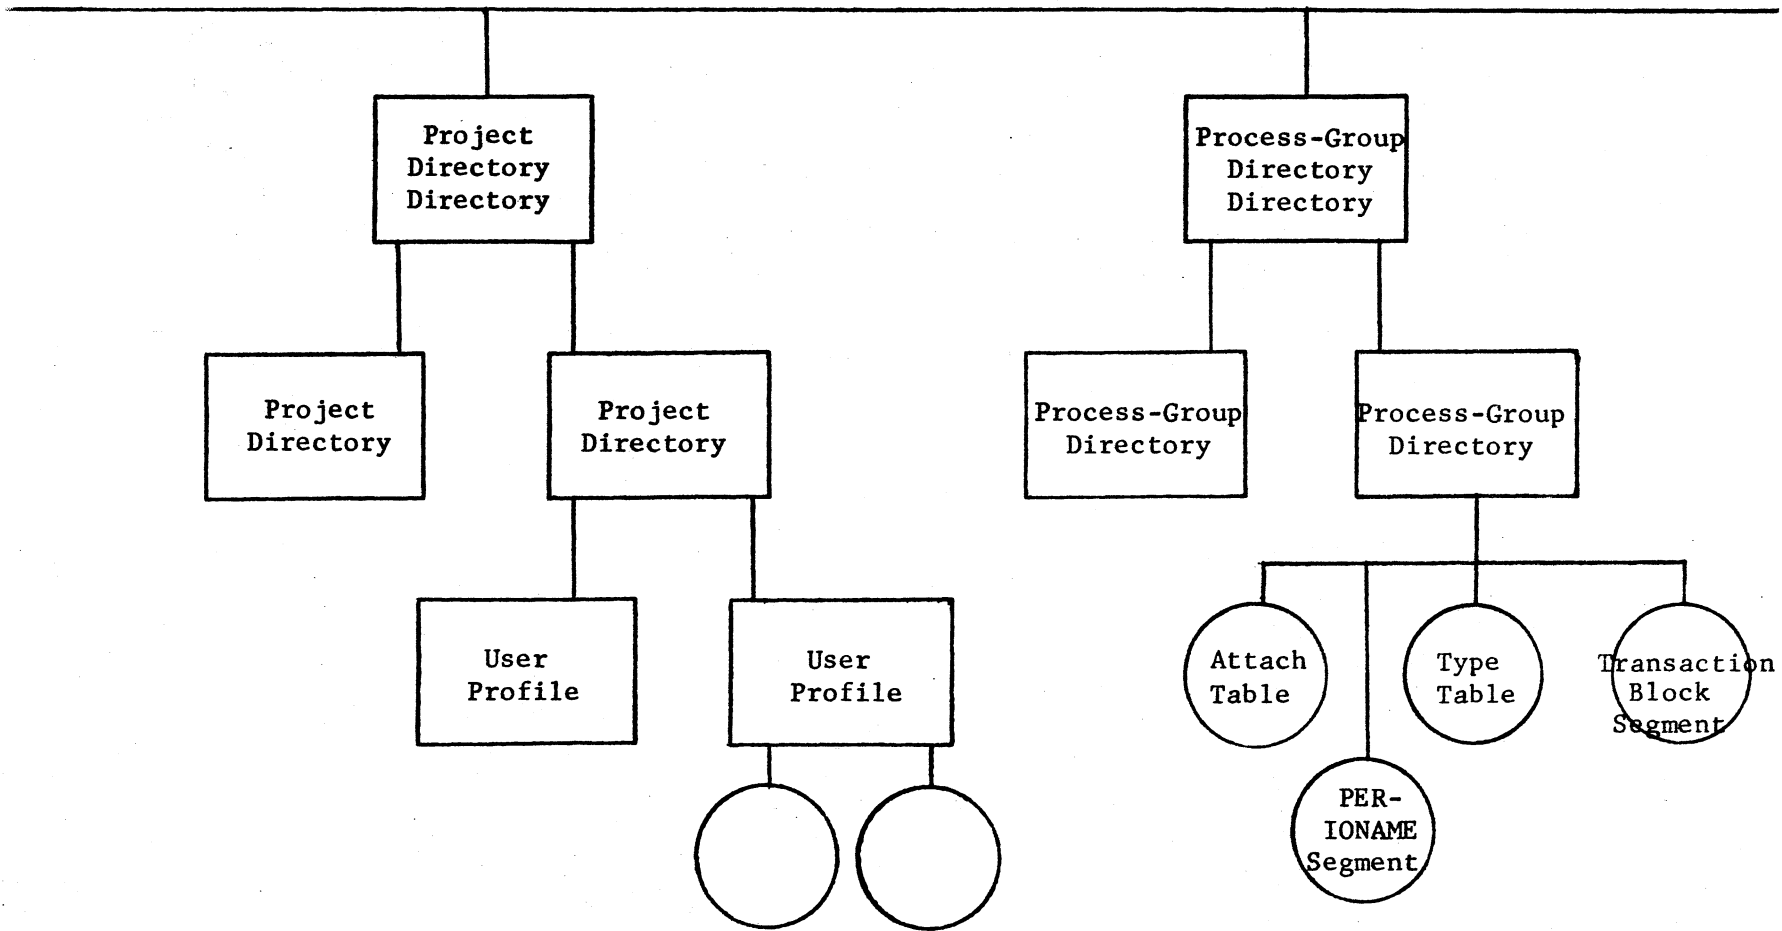 Project
Directory
Directory
Process-Group
Directory
Directory
Project
Directory
Project
Directory
Process-Group
Directory
Process-Group
Directory
User
Profile
User
Profile
Attach
Table
Type
Table
Transaction
Block
Segment
PER-
IONAME
Segment